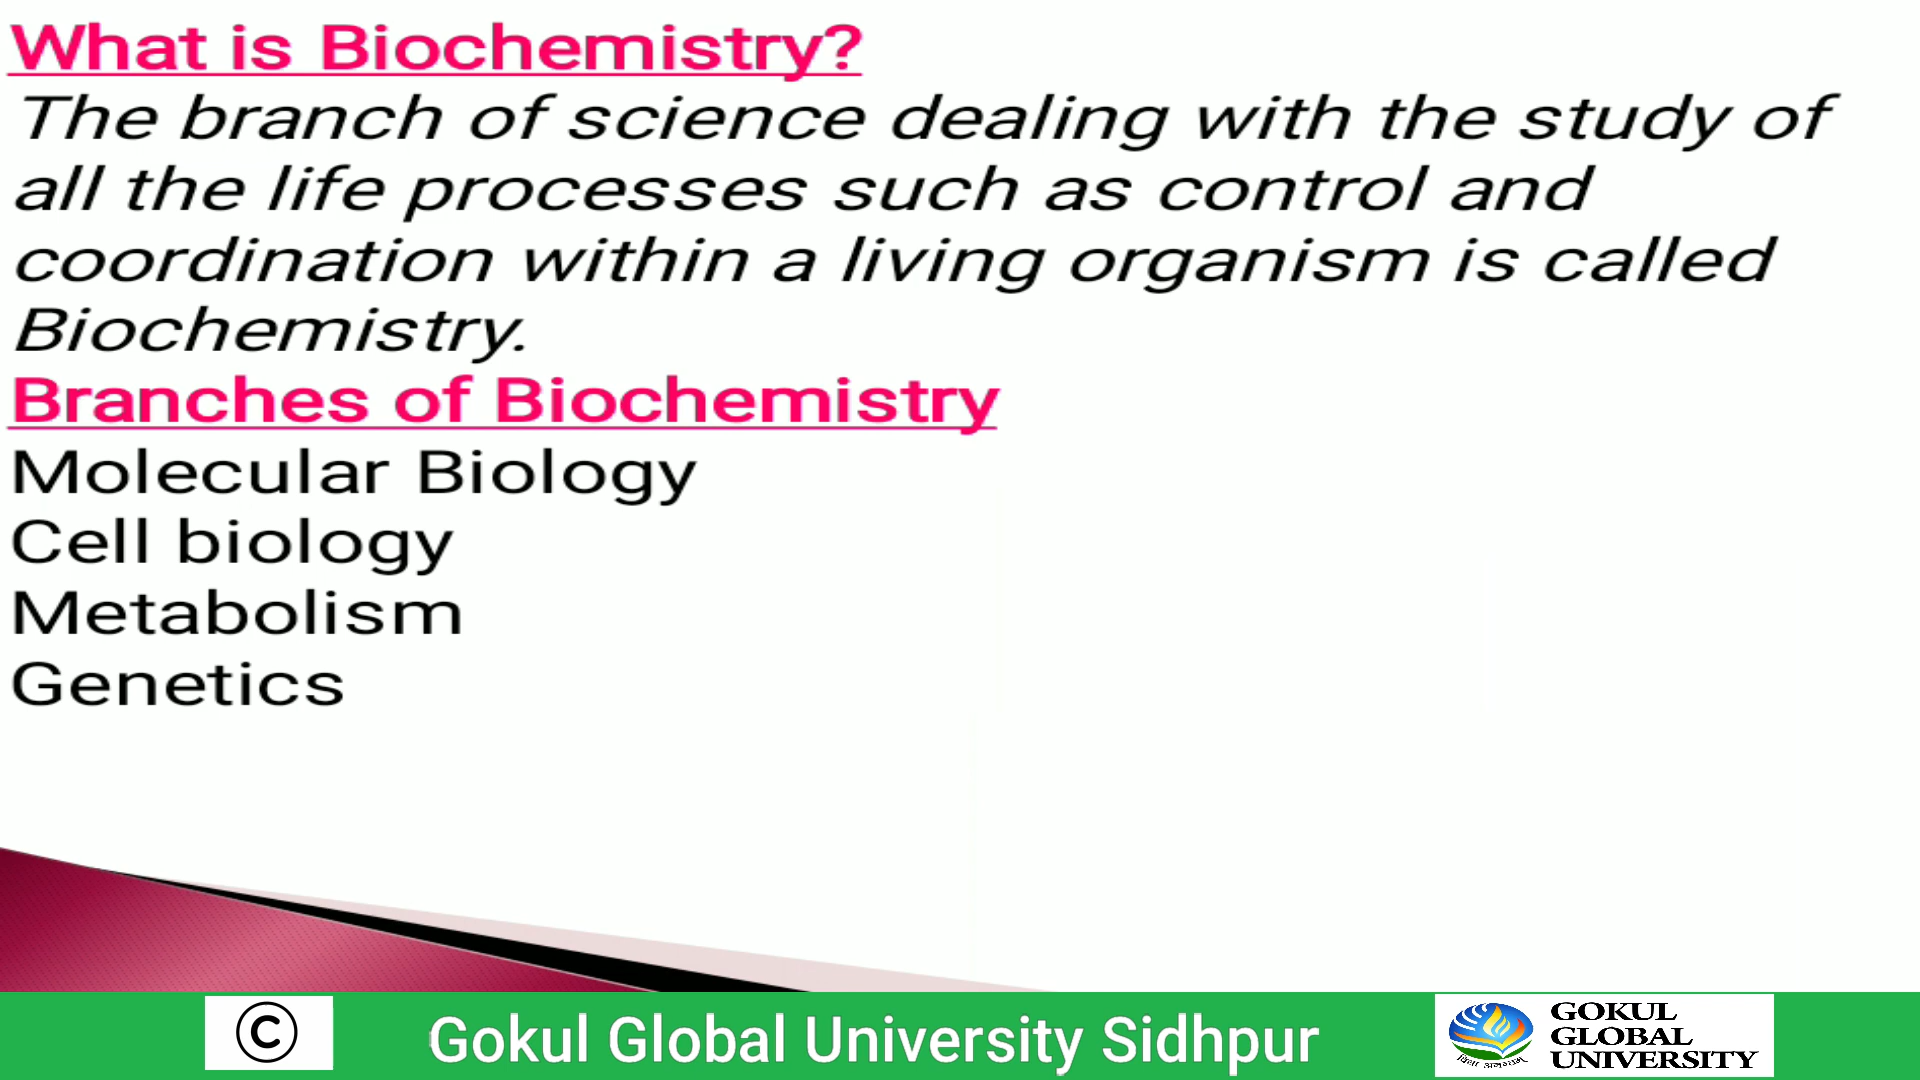 What is Biochemistry?
The branch of science dealing with the study of
all the life processes such as control and
coordination within a living organism is called
Biochemistry.
Branches of Biochemistry
Molecular Biology
Cell biology
Metabolism
Genetics
©
Gokul Global University Sidhpur
GOKUL
GLOBAL
UNIVERSITY